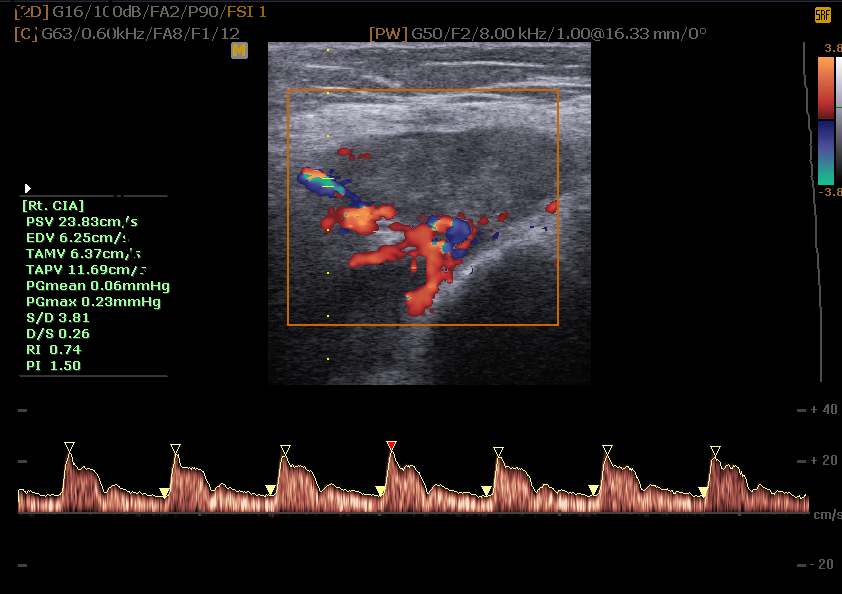 [2D] G16/100dB/FA2/P90/FSI 1
SRF
[C] G63/0.60kHz/FA8/F1/12
[PW] G50/F2/8.00 kHz/1.00@16.33 mm/0°
M
3.8
-3.8
[Rt. CIA]
PSV 23.83cm/s
EDV 6.25cm/s
TAMV 6.37cm/s
TAPV 11.69cm/s
PGmean 0.06mmHg
PGmax 0.23mmHg
S/D 3.81
D/S 0.26
RI 0.74
PI 1.50
+ 40
+ 20
cm/s
- 20